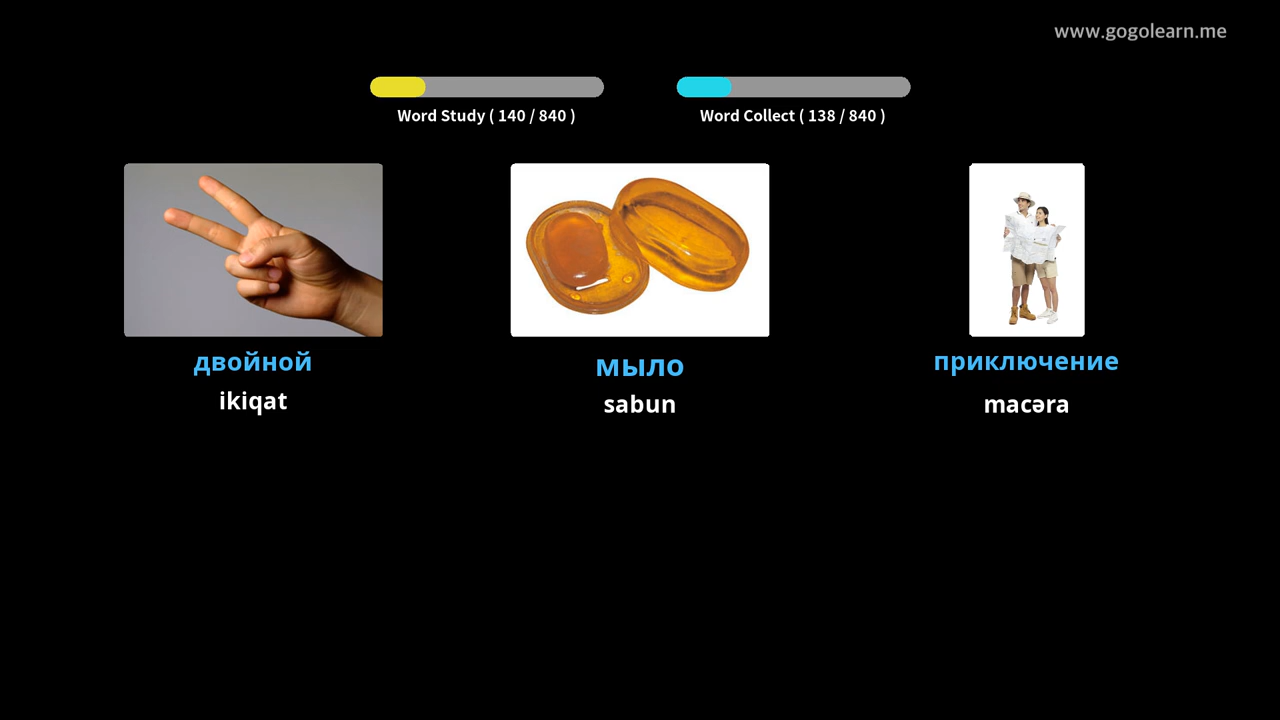 www.gogolearn.me
Word Study ( 140 / 840 )
Word Collect ( 138 / 840 )
двойной
ikiqat
мыло
sabun
приключение
macəra